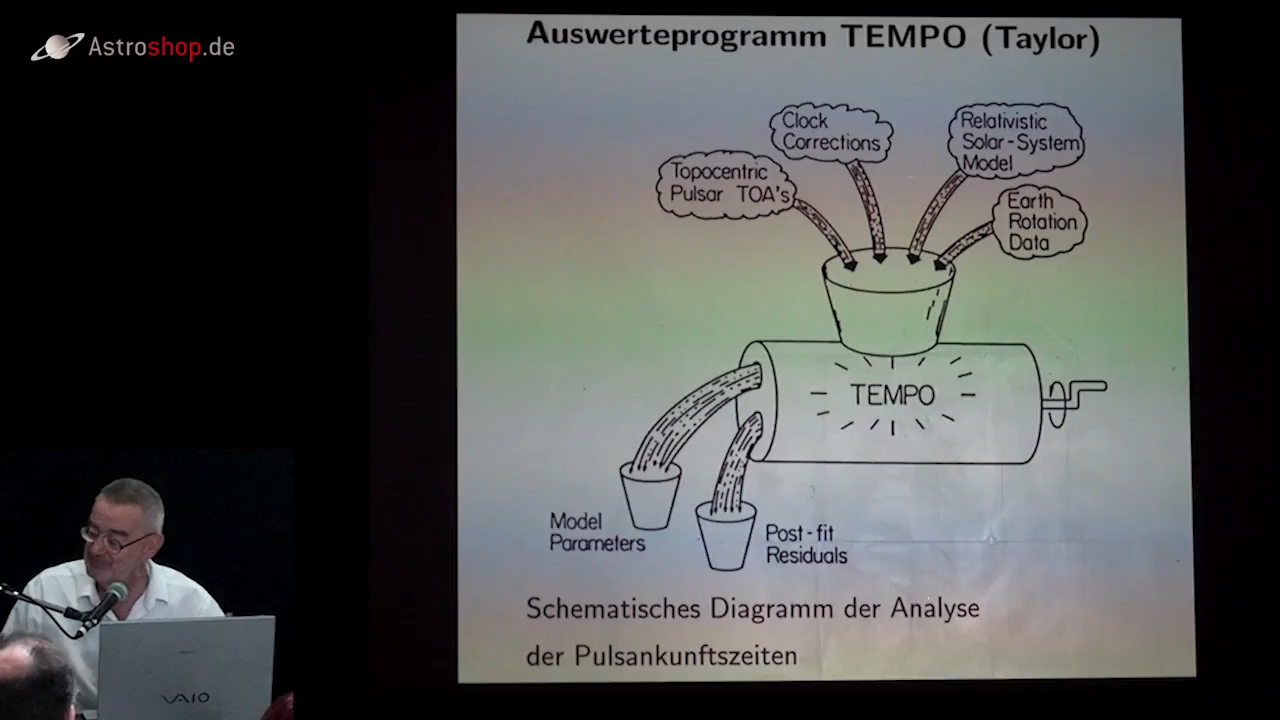 Astroshop.de
Auswerteprogramm TEMPO (Taylor)
Clock
Corrections
Relativistic
Solar-System
Model
Topocentric
Pulsar TOA's
Earth
Rotation
Data
TEMPO
Model
Parameters
Post-fit
Residuals
Schematisches Diagramm der Analyse
der Pulsankunftszeiten
VAIO